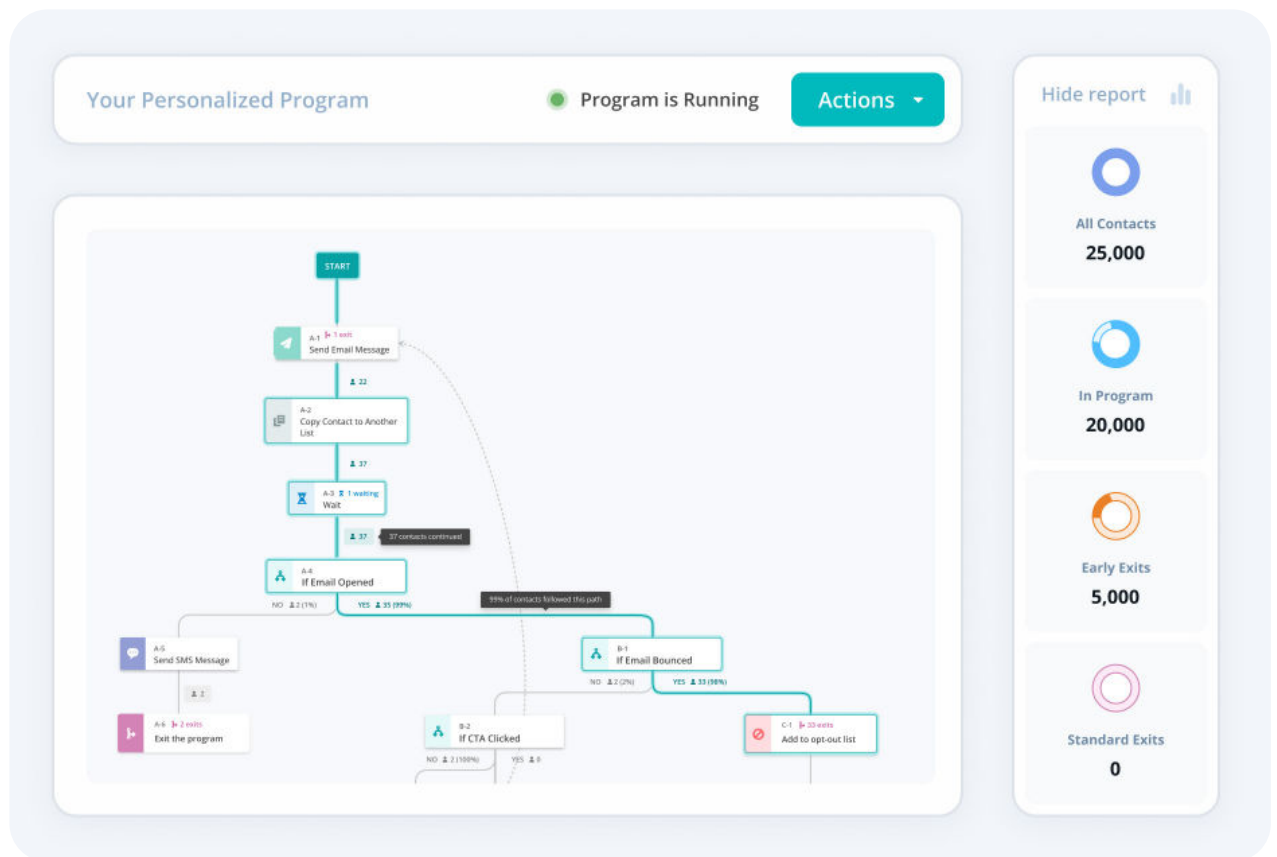 Your Personalized Program
Program is Running
Actions
Hide report
All Contacts
25,000
In Program
20,000
Early Exits
5,000
Standard Exits
0
START
A-1 1 exit
Send Email Message
22
A-2
Copy Contact to Another
List
37
A-3 1 waiting
Wait
37
37 contacts continued
A-4
If Email Opened
NO 2 (1%)
YES 35 (99%)
99% of contacts followed this path
A-5
Send SMS Message
2
A-6 2 exits
Exit the program
B-1
If Email Bounced
NO 2 (2%)
YES 33 (98%)
B-2
If CTA Clicked
NO 2 (100%)
YES 0
C-1 33 exits
Add to opt-out list